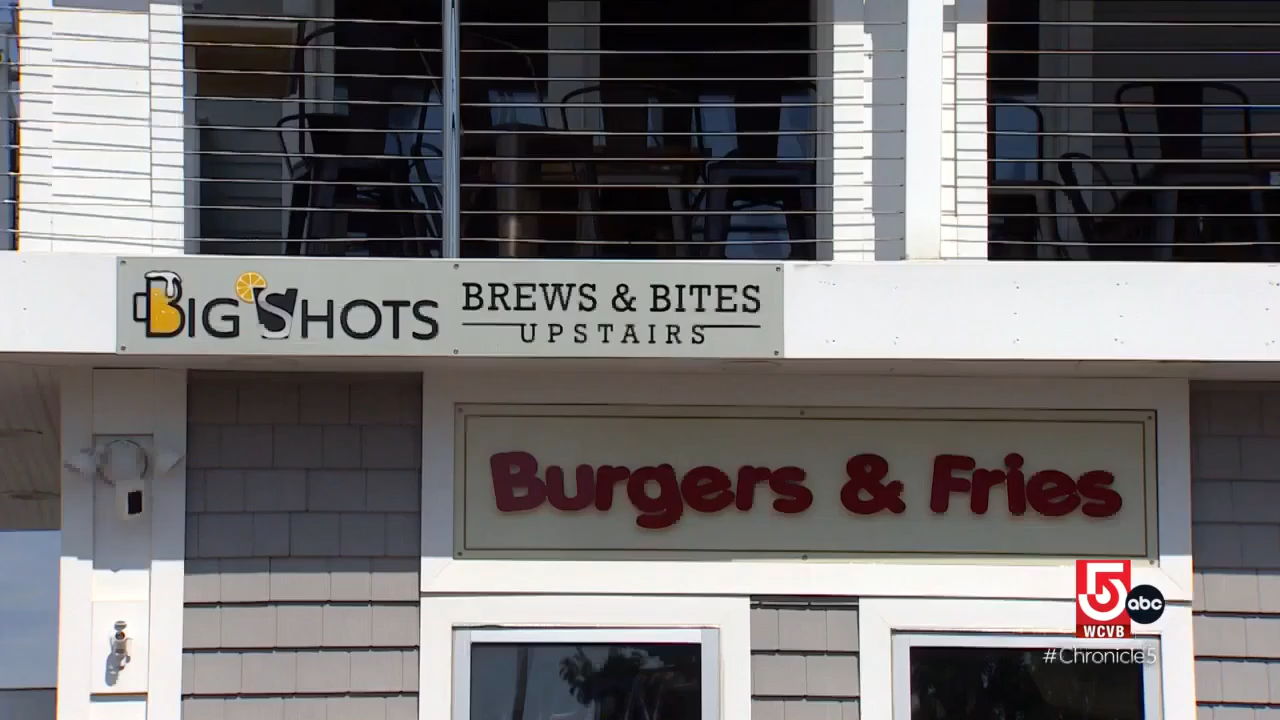 BIG SHOTS
BREWS & BITES
UPSTAIRS
Burgers & Fries
5
abc
WCVB
#Chronicle5